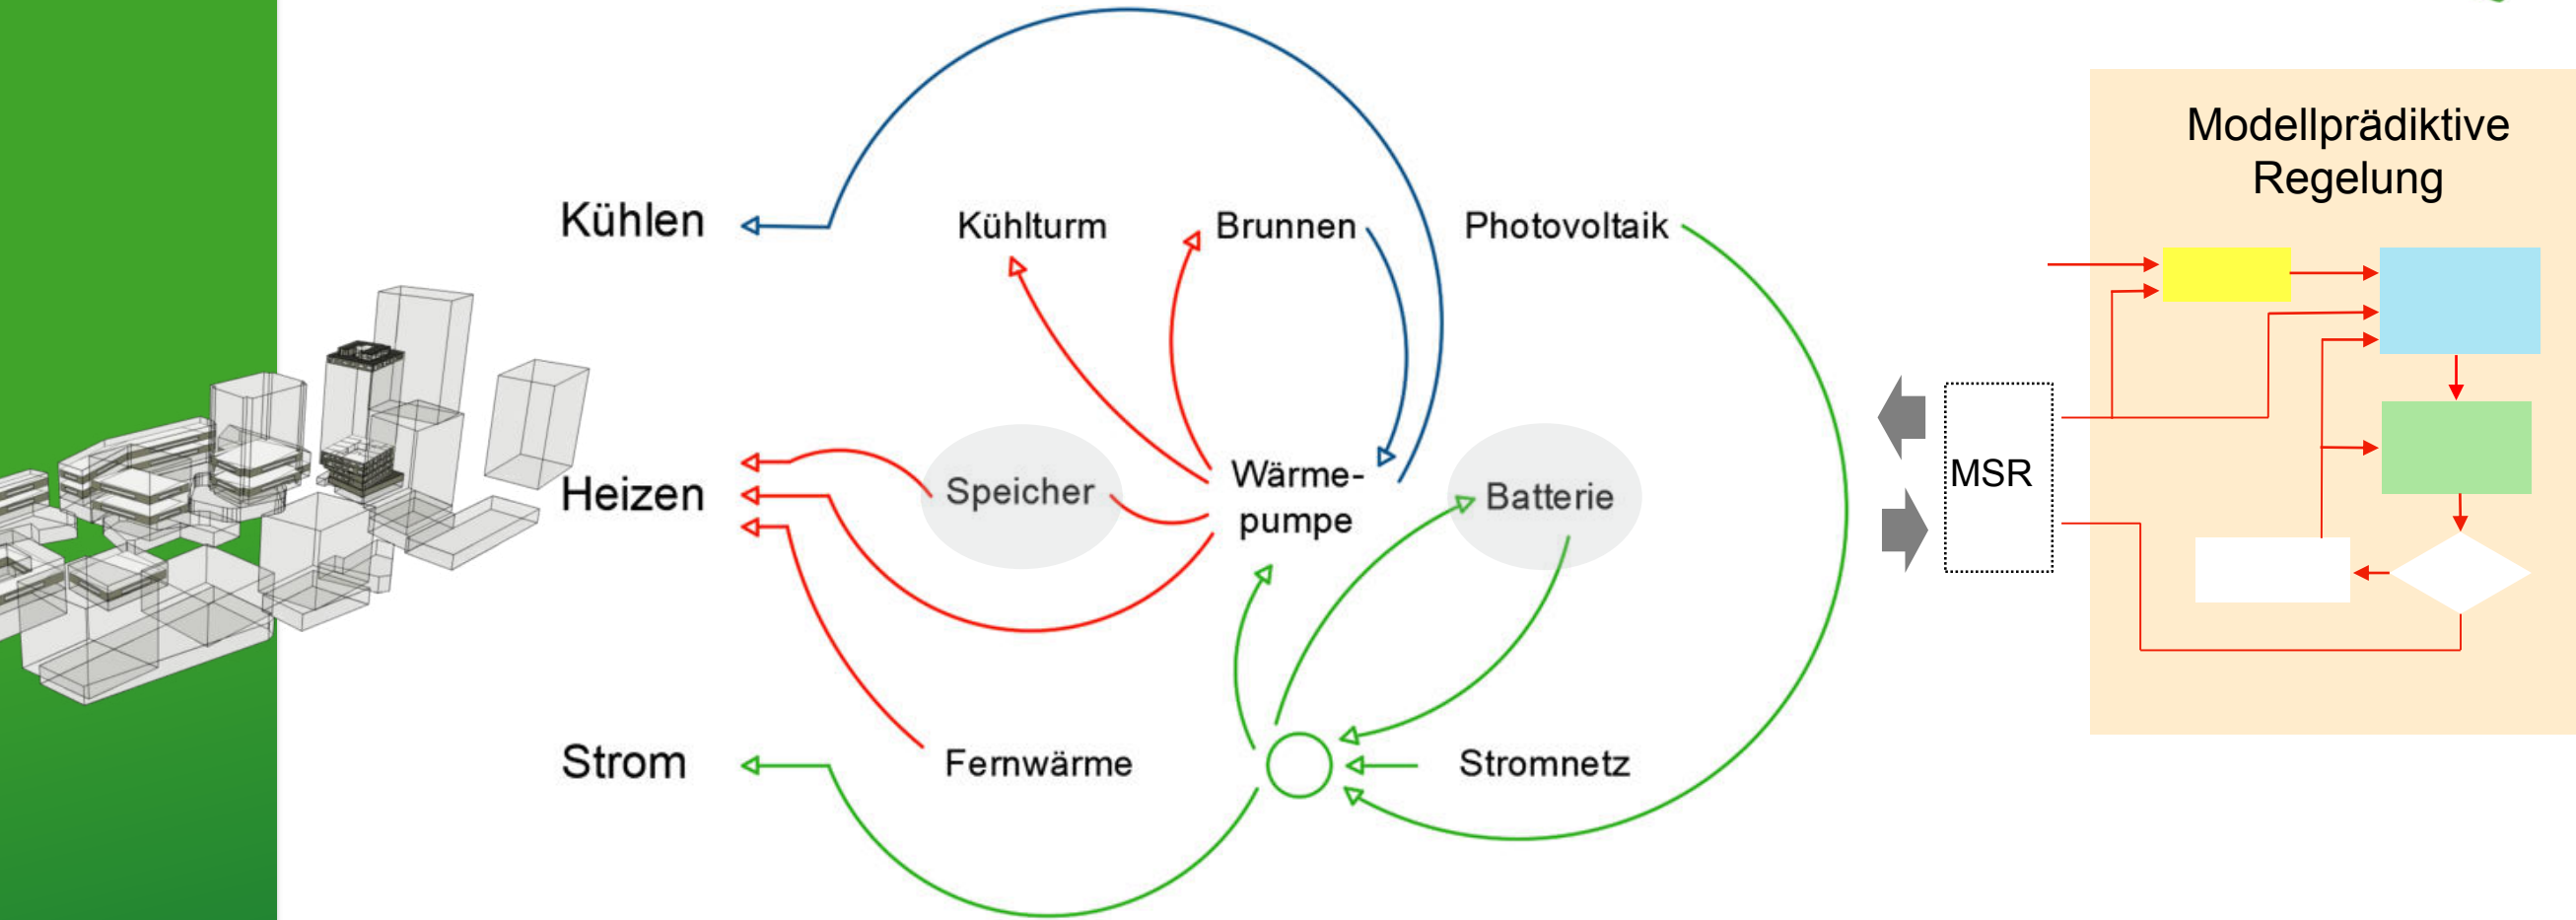 Modellprädiktive
Regelung
Kühlen
Kühlturm
Brunnen
Photovoltaik
Heizen
Speicher
Wärme-
pumpe
Batterie
MSR
Strom
Fernwärme
Stromnetz